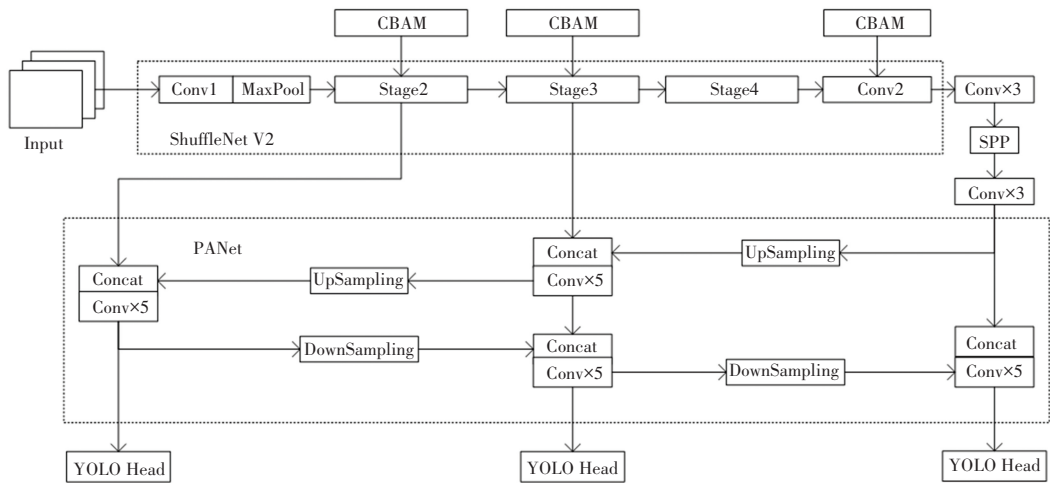 CBAM
CBAM
CBAM
Conv1
MaxPool
Stage2
Stage3
Stage4
Conv2
Conv×3
Input
ShuffleNet V2
SPP
Conv×3
PANet
Concat
UpSampling
Concat
UpSampling
Conv×5
Conv×5
DownSampling
Concat
Concat
Conv×5
DownSampling
Conv×5
YOLO Head
YOLO Head
YOLO Head